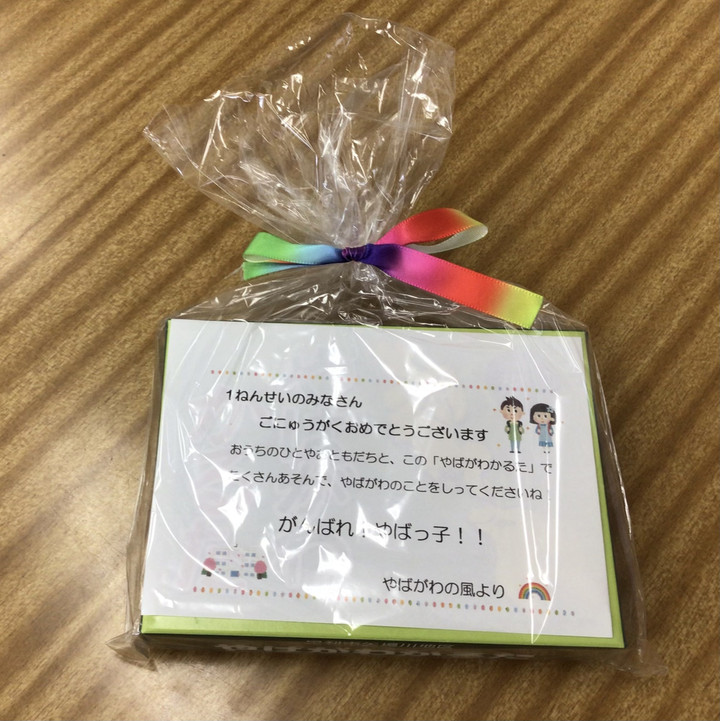 1ねんせいのみなさん
ごにゅうがくおめでとうございます
おうちのひとやおともだちと、この「やばがわかるた」で
たくさんあそんで、やばがわのことをしってくださいね
がんばれ！やばっ子！！
やばがわの風より